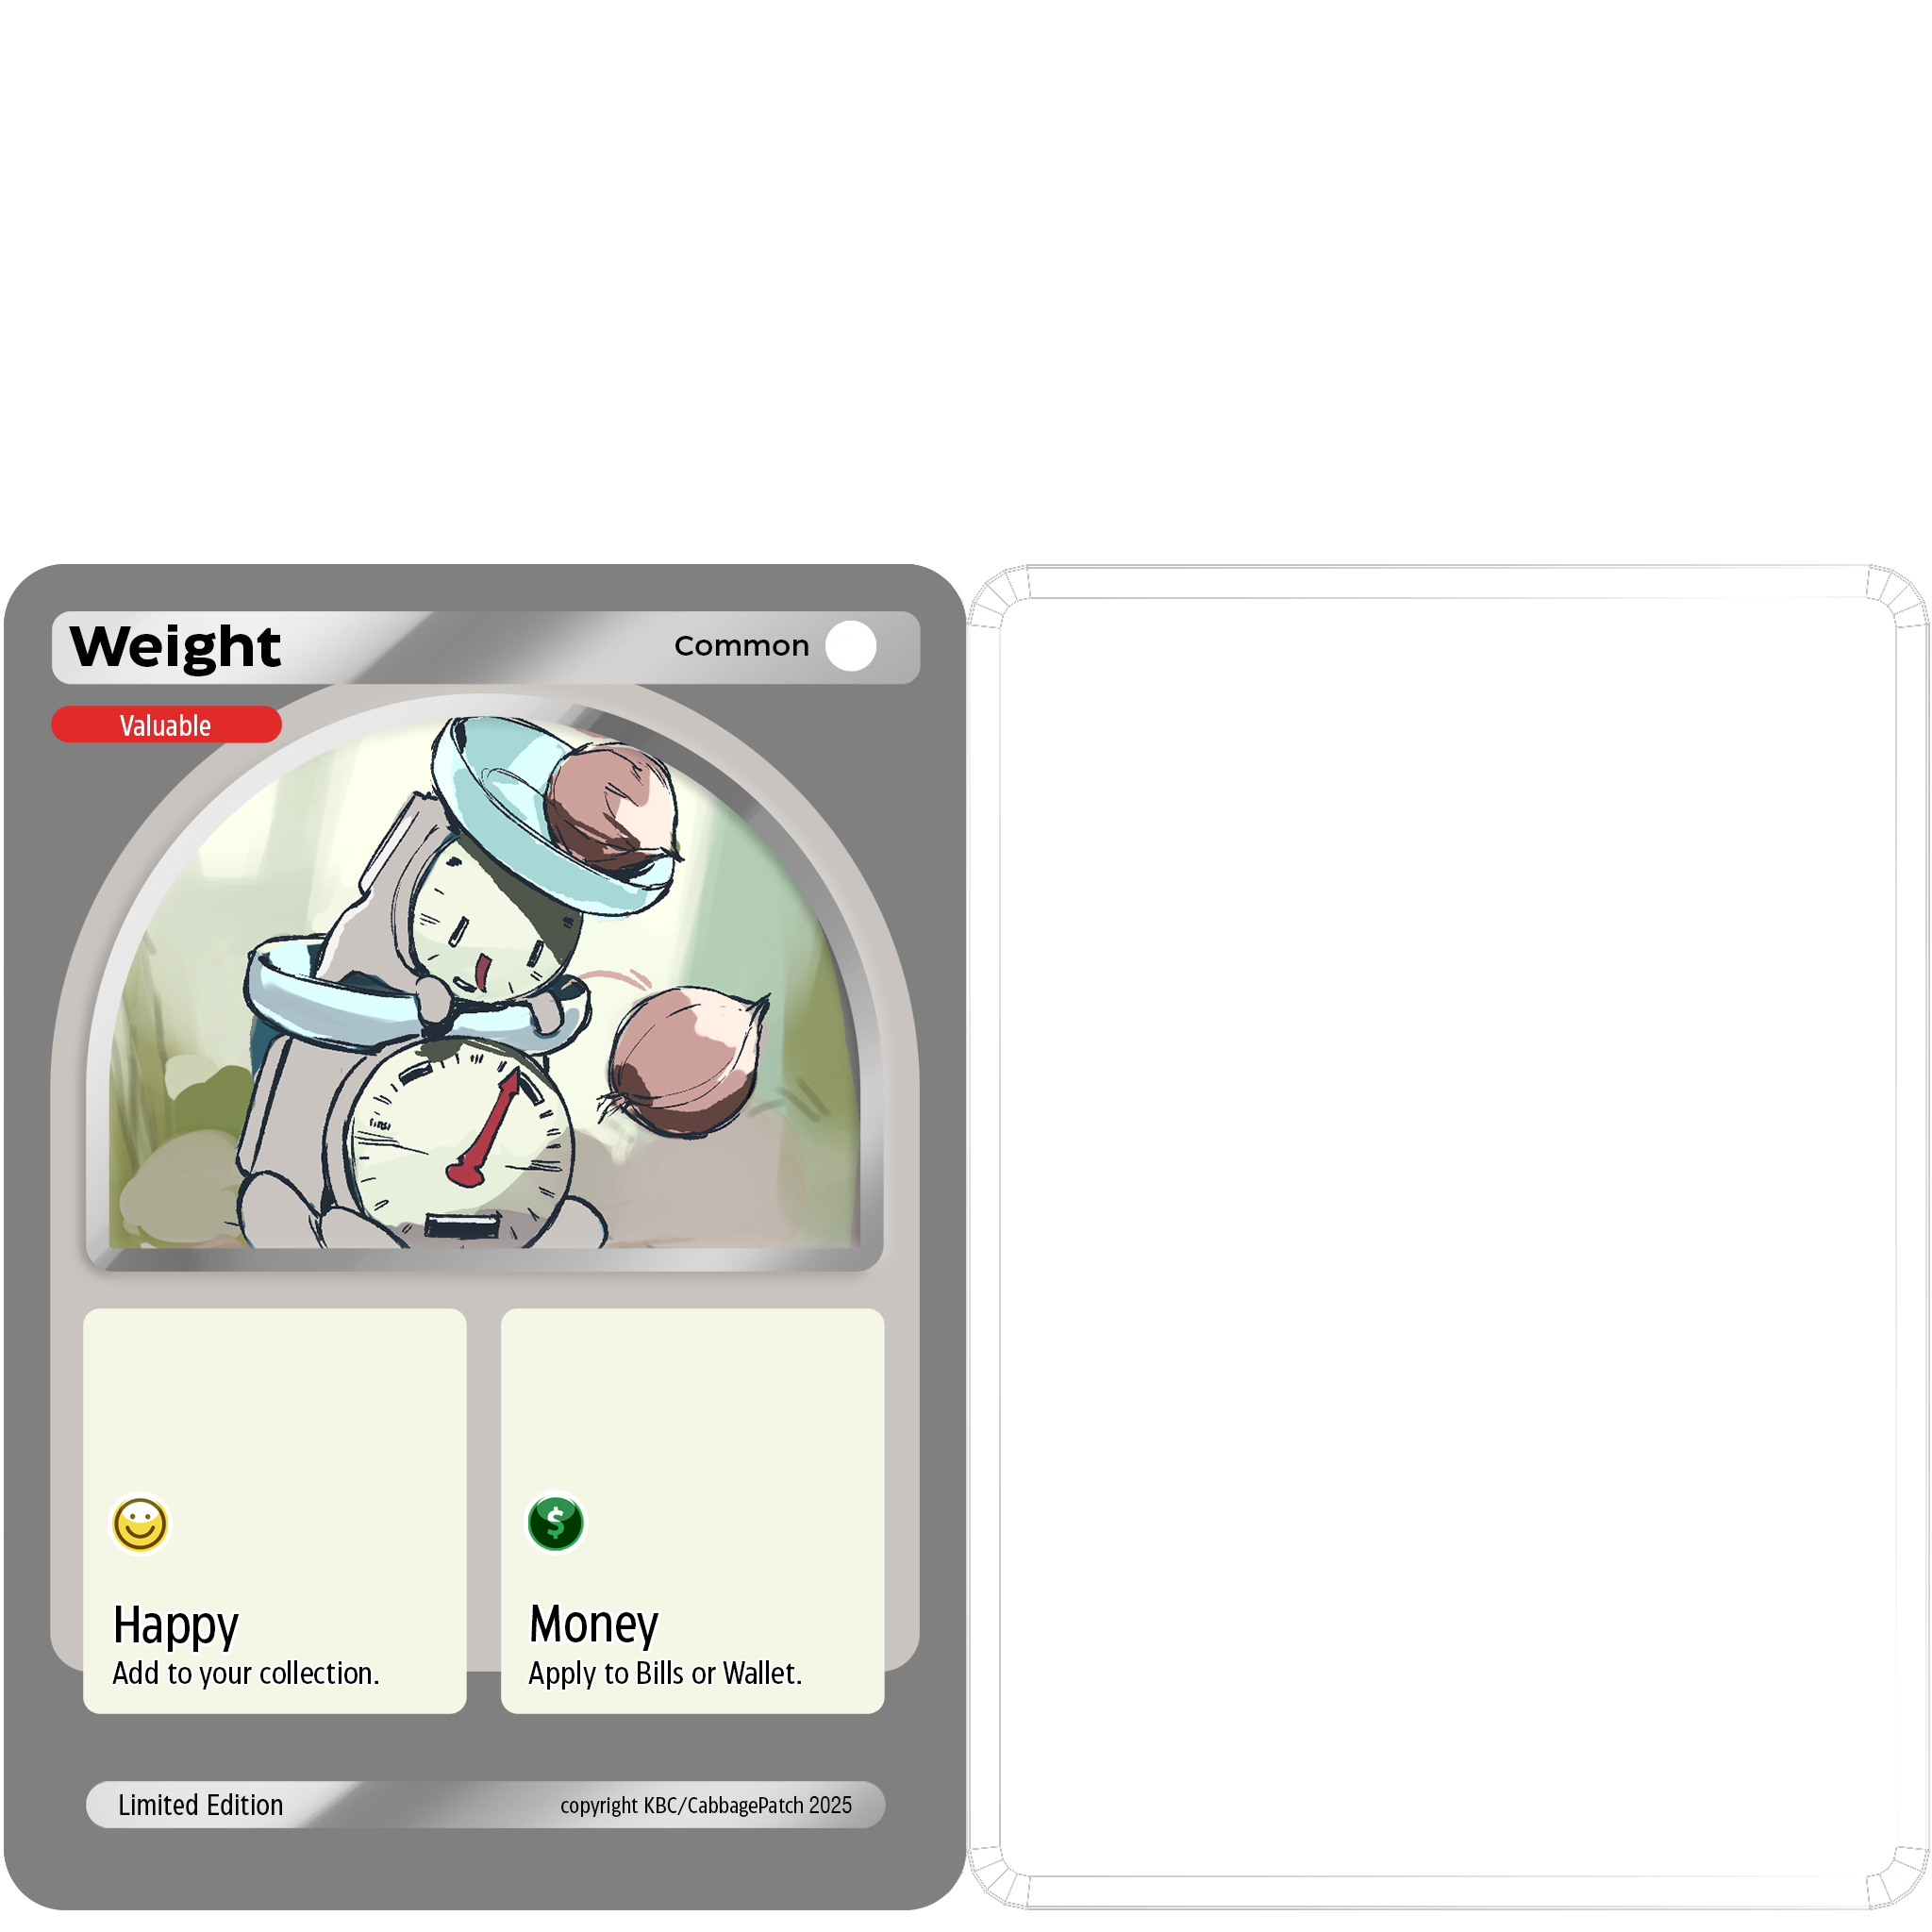 Weight
Common
Valuable
Happy
Add to your collection.
$
Money
Apply to Bills or Wallet.
Limited Edition
copyright KBC/CabbagePatch 2025